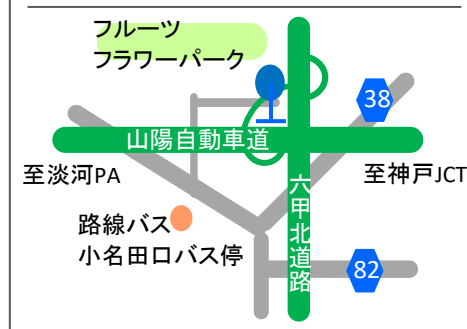 フルーツ
フラワーパーク
38
山陽自動車道
至淡河PA
六甲北道路
至神戸JCT
路線バス
小名田口バス停
82